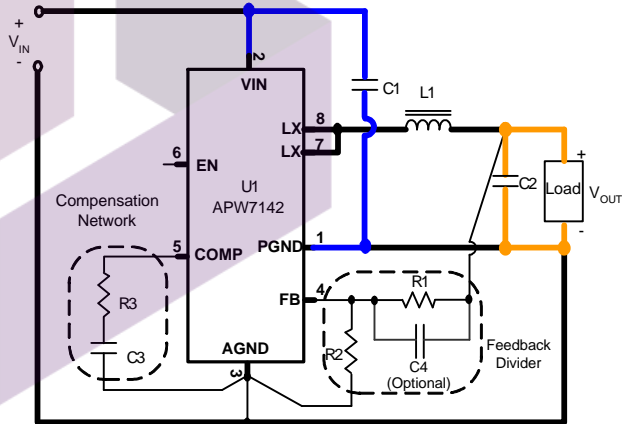 +
VIN
-
2
VIN
C1
L1
8
LX
7
LX
6
EN
U1
APW7142
+
C2
Load
VOUT
-
Compensation
Network
5
COMP
PGND
1
R3
C3
4
FB
R1
R2
C4
(Optional)
Feedback
Divider
AGND
3